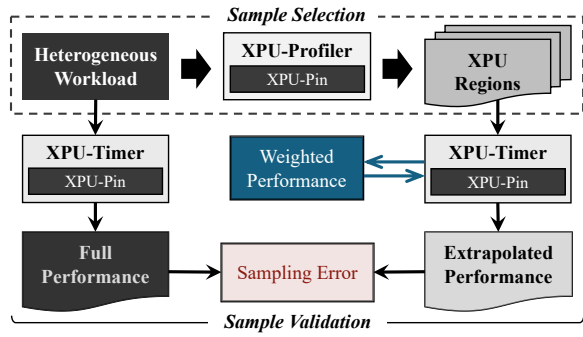 Sample Selection
Heterogeneous
Workload
XPU-Profiler
XPU-Pin
XPU
Regions
XPU-Timer
XPU-Pin
Weighted
Performance
XPU-Timer
XPU-Pin
Full
Performance
Sampling Error
Extrapolated
Performance
Sample Validation